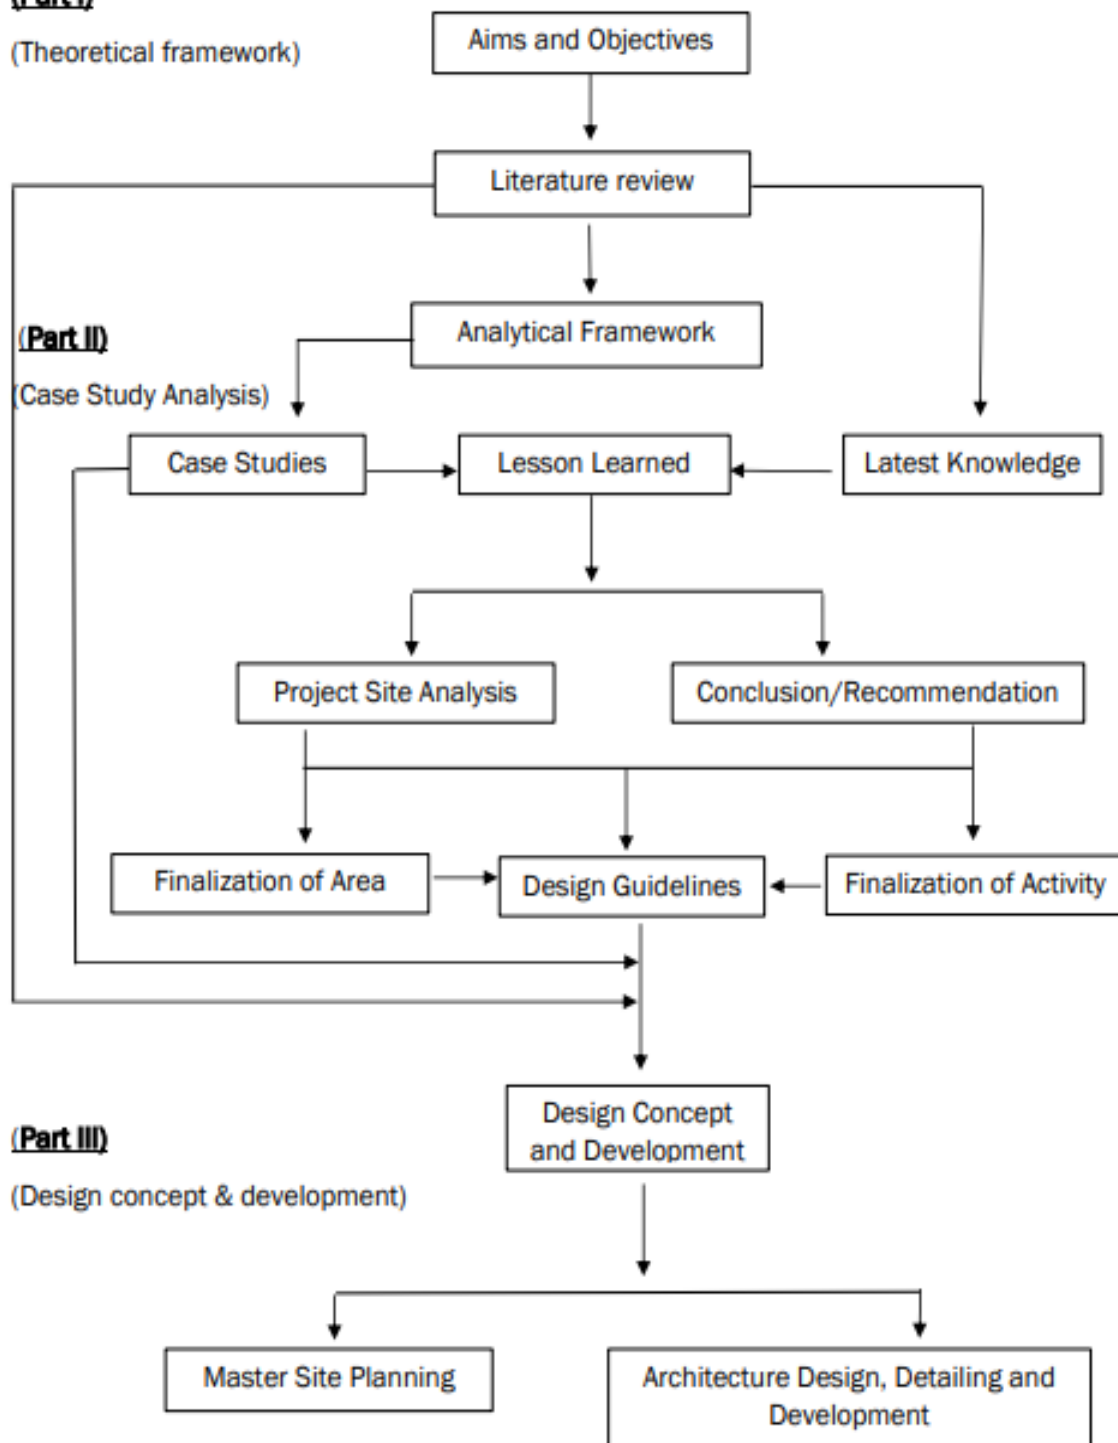 (Part I)
(Theoretical framework)
Aims and Objectives
Literature review
Analytical Framework
(Part II)
(Case Study Analysis)
Case Studies
Lesson Learned
Latest Knowledge
Project Site Analysis
Conclusion/Recommendation
Finalization of Area
Design Guidelines
Finalization of Activity
Design Concept
and Development
(Part III)
(Design concept & development)
Master Site Planning
Architecture Design, Detailing and
Development